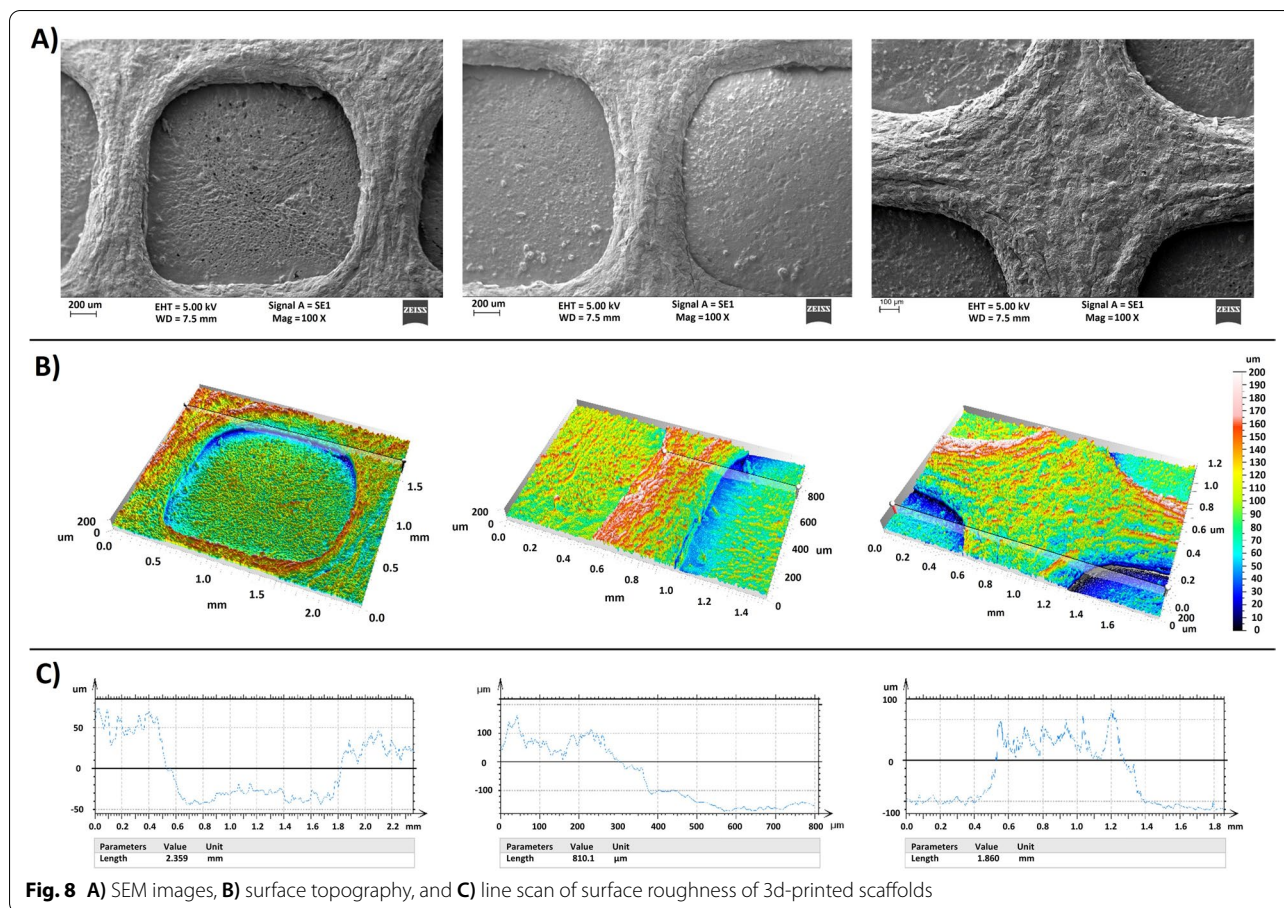 A)
200 um
EHT = 5.00 kV
WD = 7.5 mm
Signal A = SE1
Mag = 100 X
ZEISS
200 um
EHT = 5.00 kV
WD = 7.5 mm
Signal A = SE1
Mag = 100 X
ZEISS
100 µm
EHT = 5.00 kV
WD = 7.5 mm
Signal A = SE1
Mag = 100 X
ZEISS
B)
200
um
0
0.0
0.5
1.0
1.5
2.0
mm
0.0
0.5
1.0
mm
1.5
200
um
0
0.0
0.2
0.4
0.6
0.8
1.0
1.2
1.4
mm
0
200
400
um
600
800
200
um
0
0.0
0.2
0.4
0.6
0.8
mm
1.0
1.2
1.4
1.6
0
200
um
0.0
0.2
0.4
0.6 um
0.8
1.0
1.2
um
200
190
180
170
160
150
140
130
120
110
100
90
80
70
60
50
40
30
20
10
0
C)
um
50
0
-50
0.0 0.2 0.4 0.6 0.8 1.0 1.2 1.4 1.6 1.8 2.0 2.2 mm
Parameters Value Unit
Length 2.359 mm
µm
100
0
-100
0 100 200 300 400 500 600 700 800 µm
Parameters Value Unit
Length 810.1 µm
um
100
0
-100
0.0 0.2 0.4 0.6 0.8 1.0 1.2 1.4 1.6 1.8 mm
Parameters Value Unit
Length 1.860 mm
Fig. 8 A) SEM images, B) surface topography, and C) line scan of surface roughness of 3d-printed scaffolds